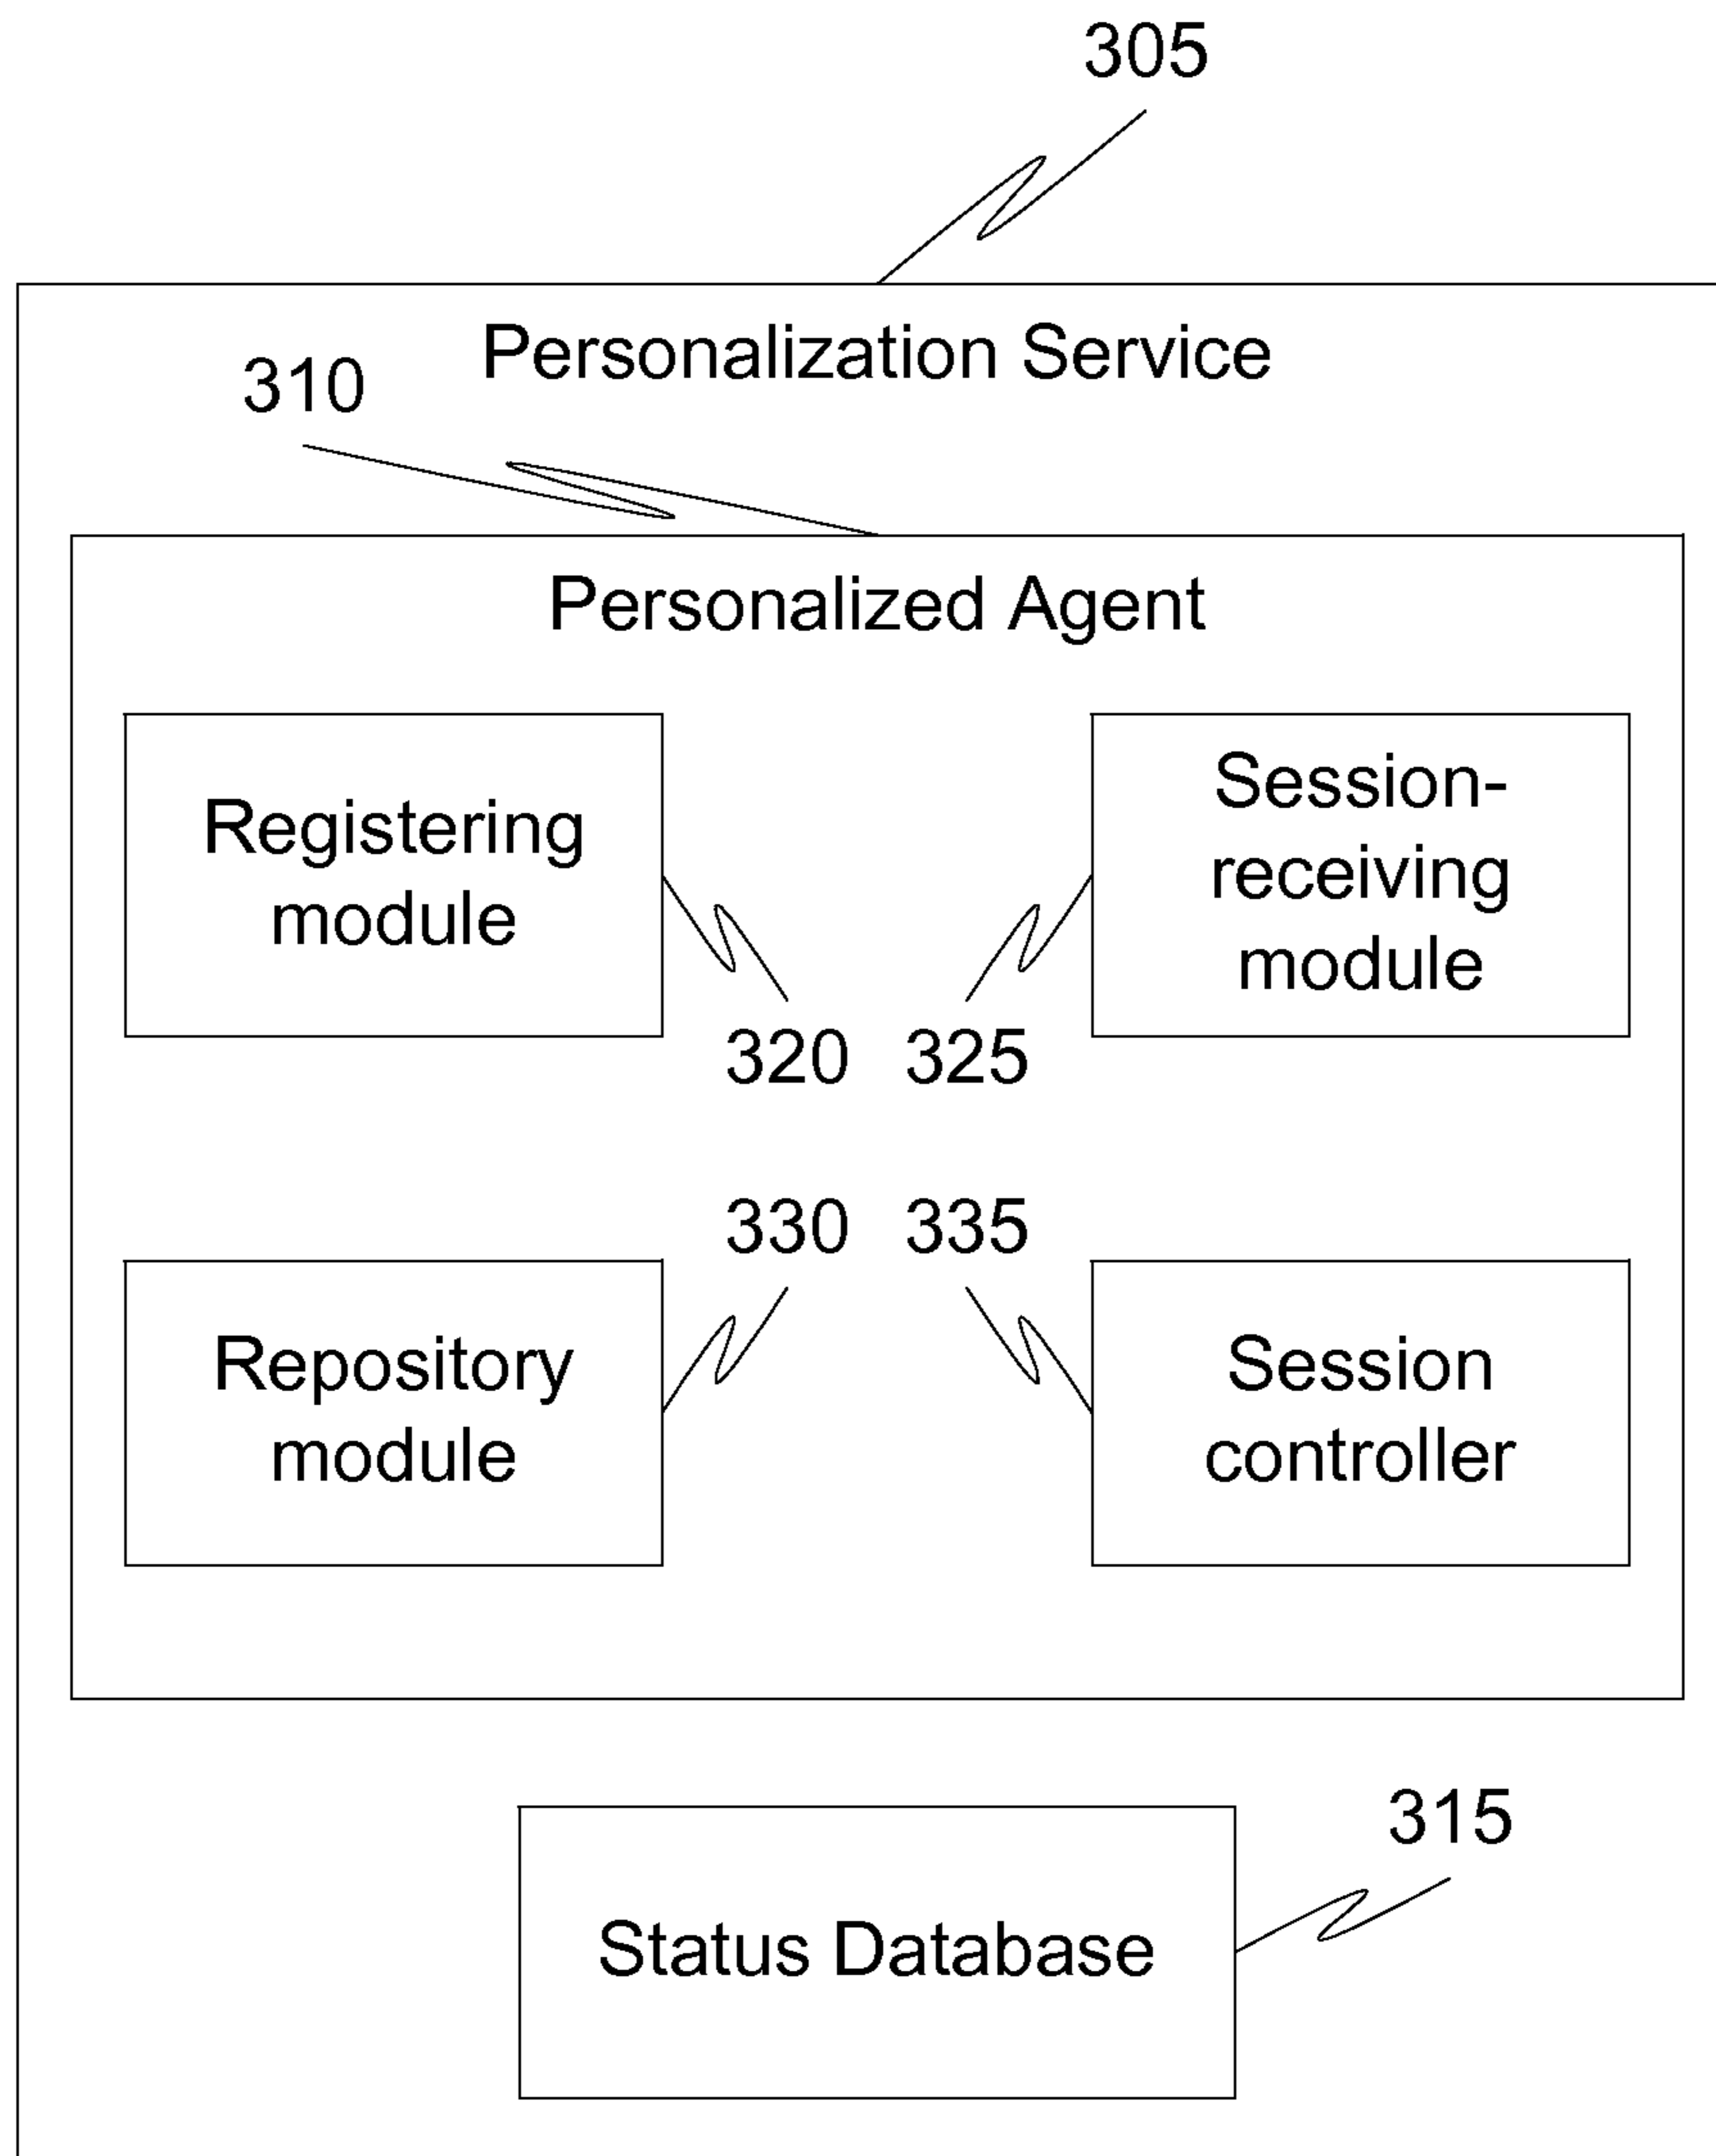 305
Personalization Service
310
Personalized Agent
Registering
module
Session-
receiving
module
320 325
330 335
Repository
module
Session
controller
315
Status Database